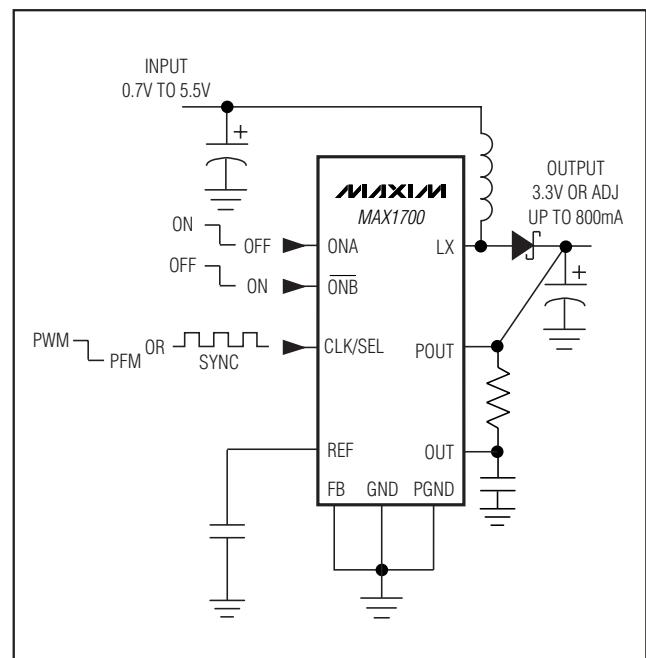 INPUT
0.7V TO 5.5V
OUTPUT
3.3V OR ADJ
UP TO 800mA
MAXIM
MAX1700
ON
OFF
ONA
LX
OFF
ON
ONB
PWM
PFM
OR
SYNC
CLK/SEL
POUT
REF
OUT
FB
GND
PGND